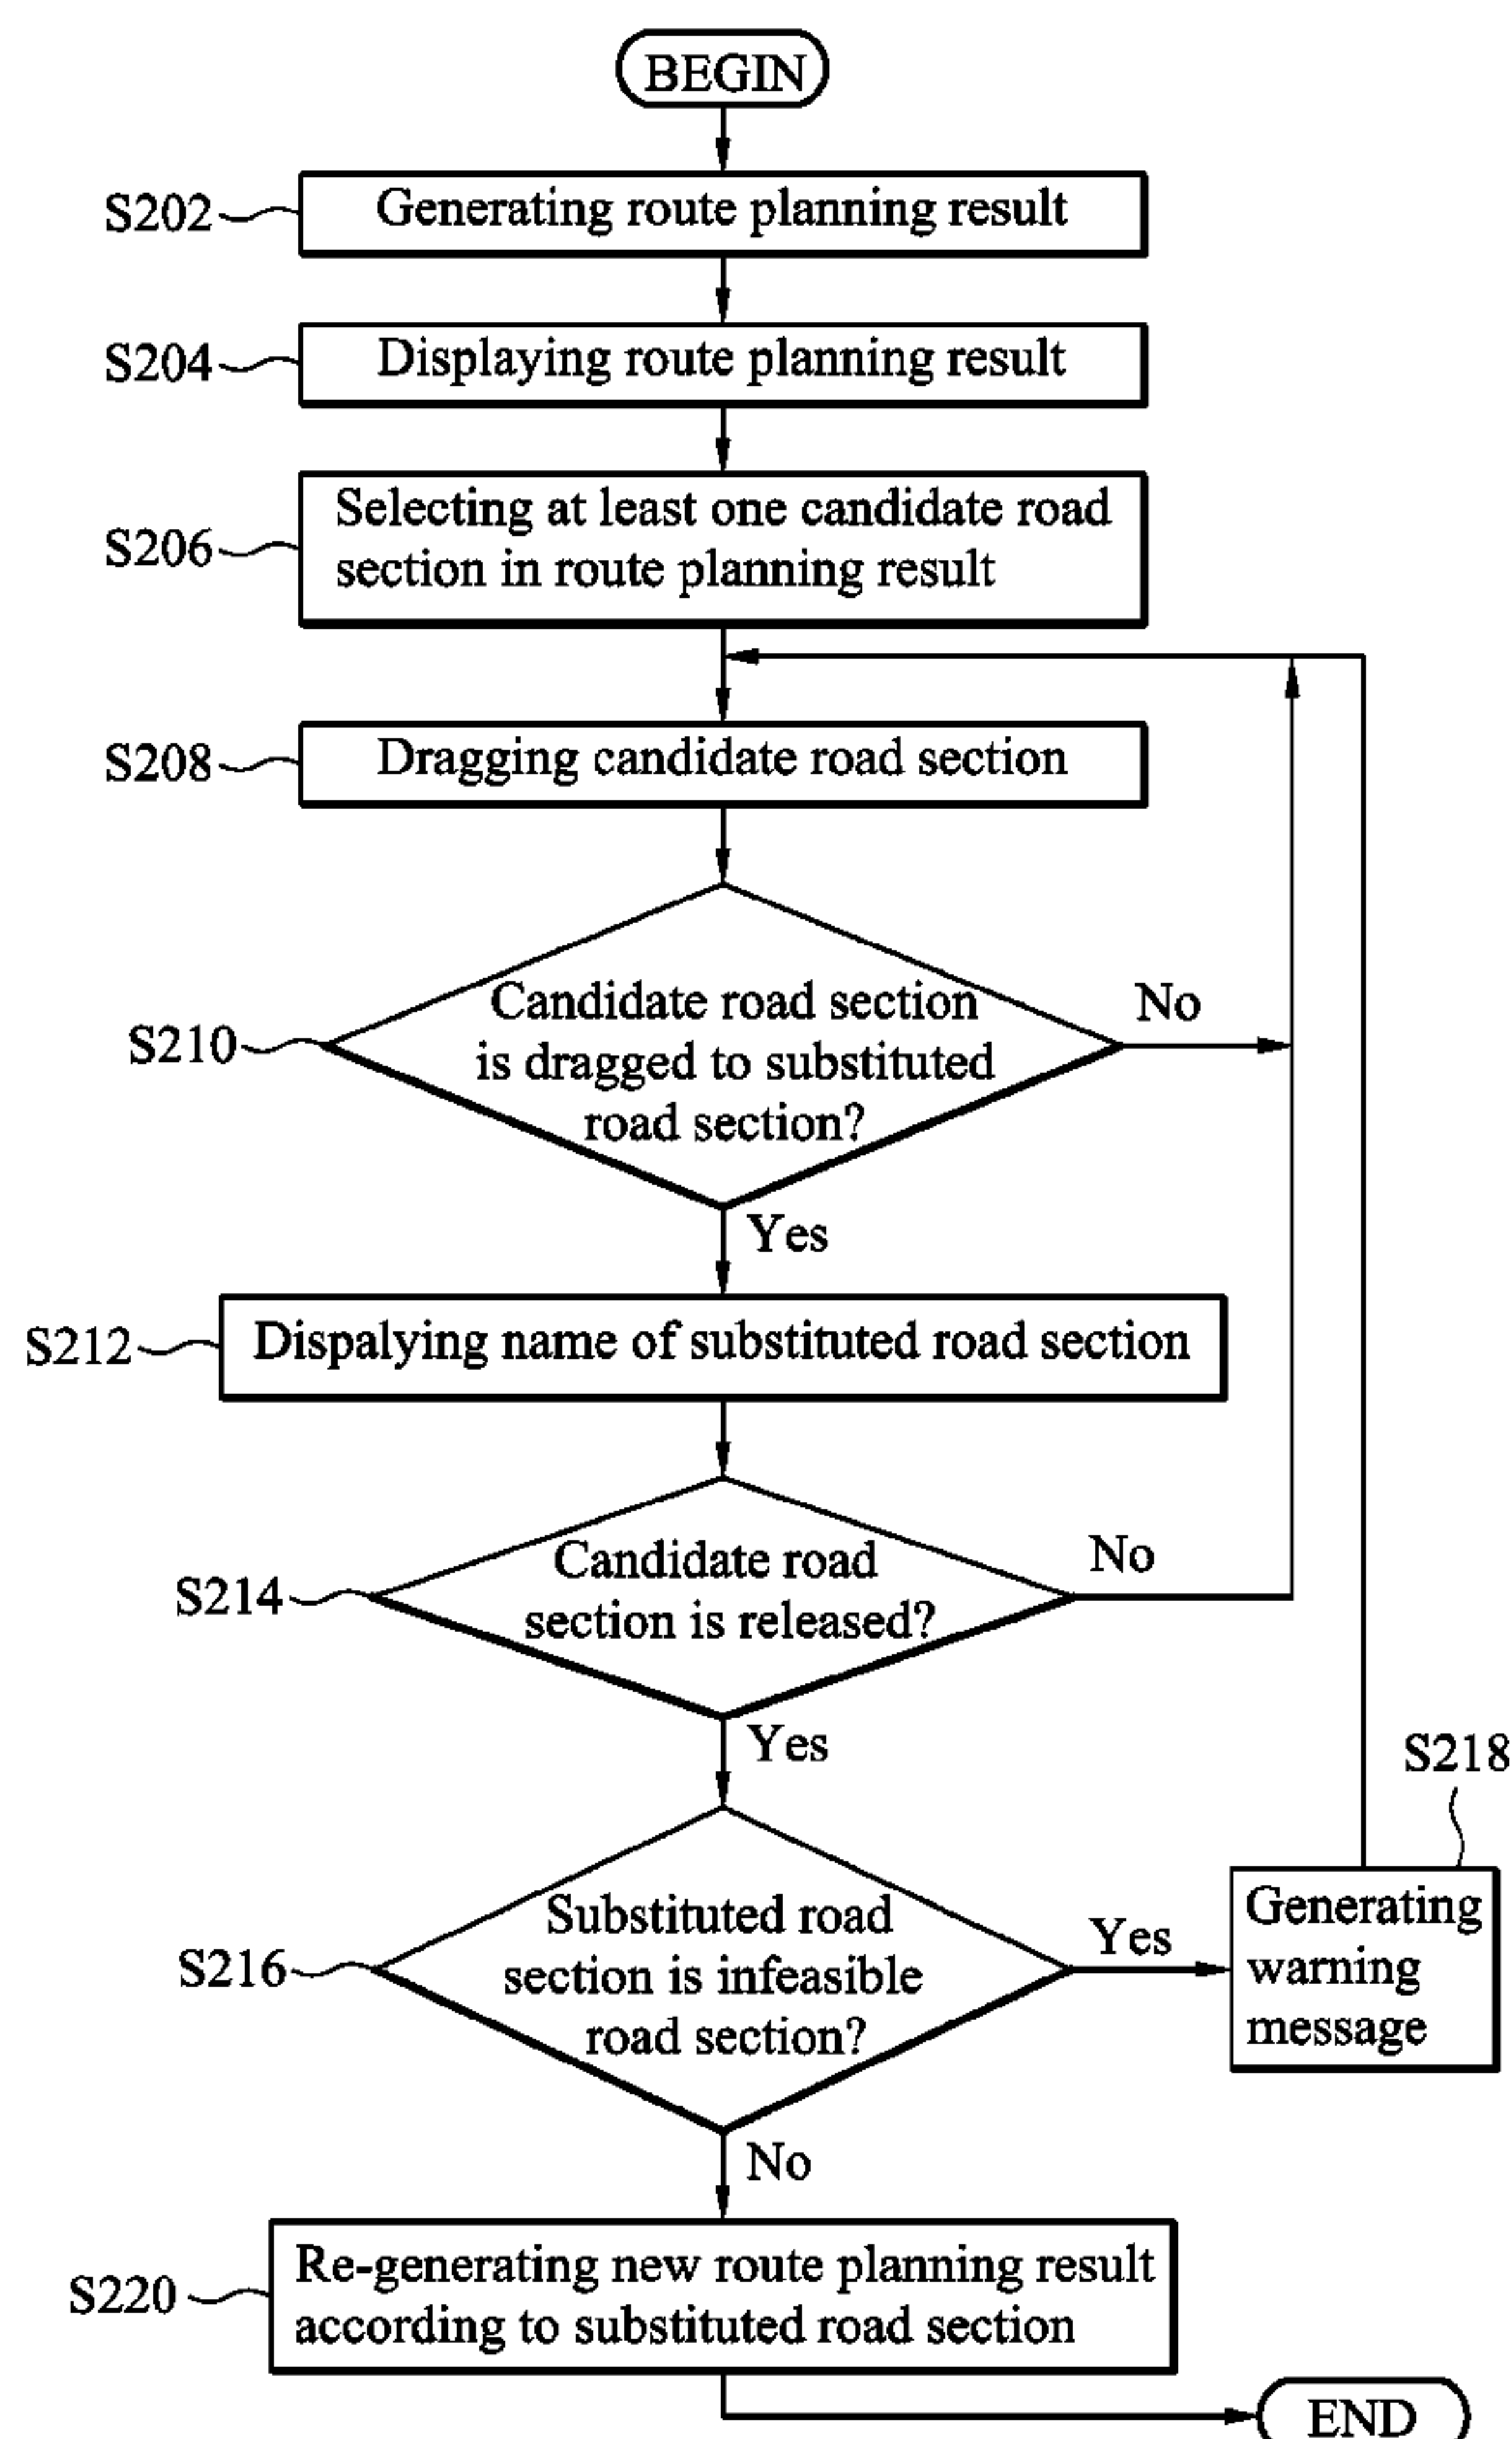 BEGIN
S202
Generating route planning result
S204
Displaying route planning result
S206
Selecting at least one candidate road
section in route planning result
S208
Dragging candidate road section
S210
Candidate road section
is dragged to substituted
road section?
No
Yes
S212
Dispalying name of substituted road section
S214
Candidate road
section is released?
No
Yes
S216
Substituted road
section is infeasible
road section?
Yes
S218
Generating
warning
message
No
S220
Re-generating new route planning result
according to substituted road section
END